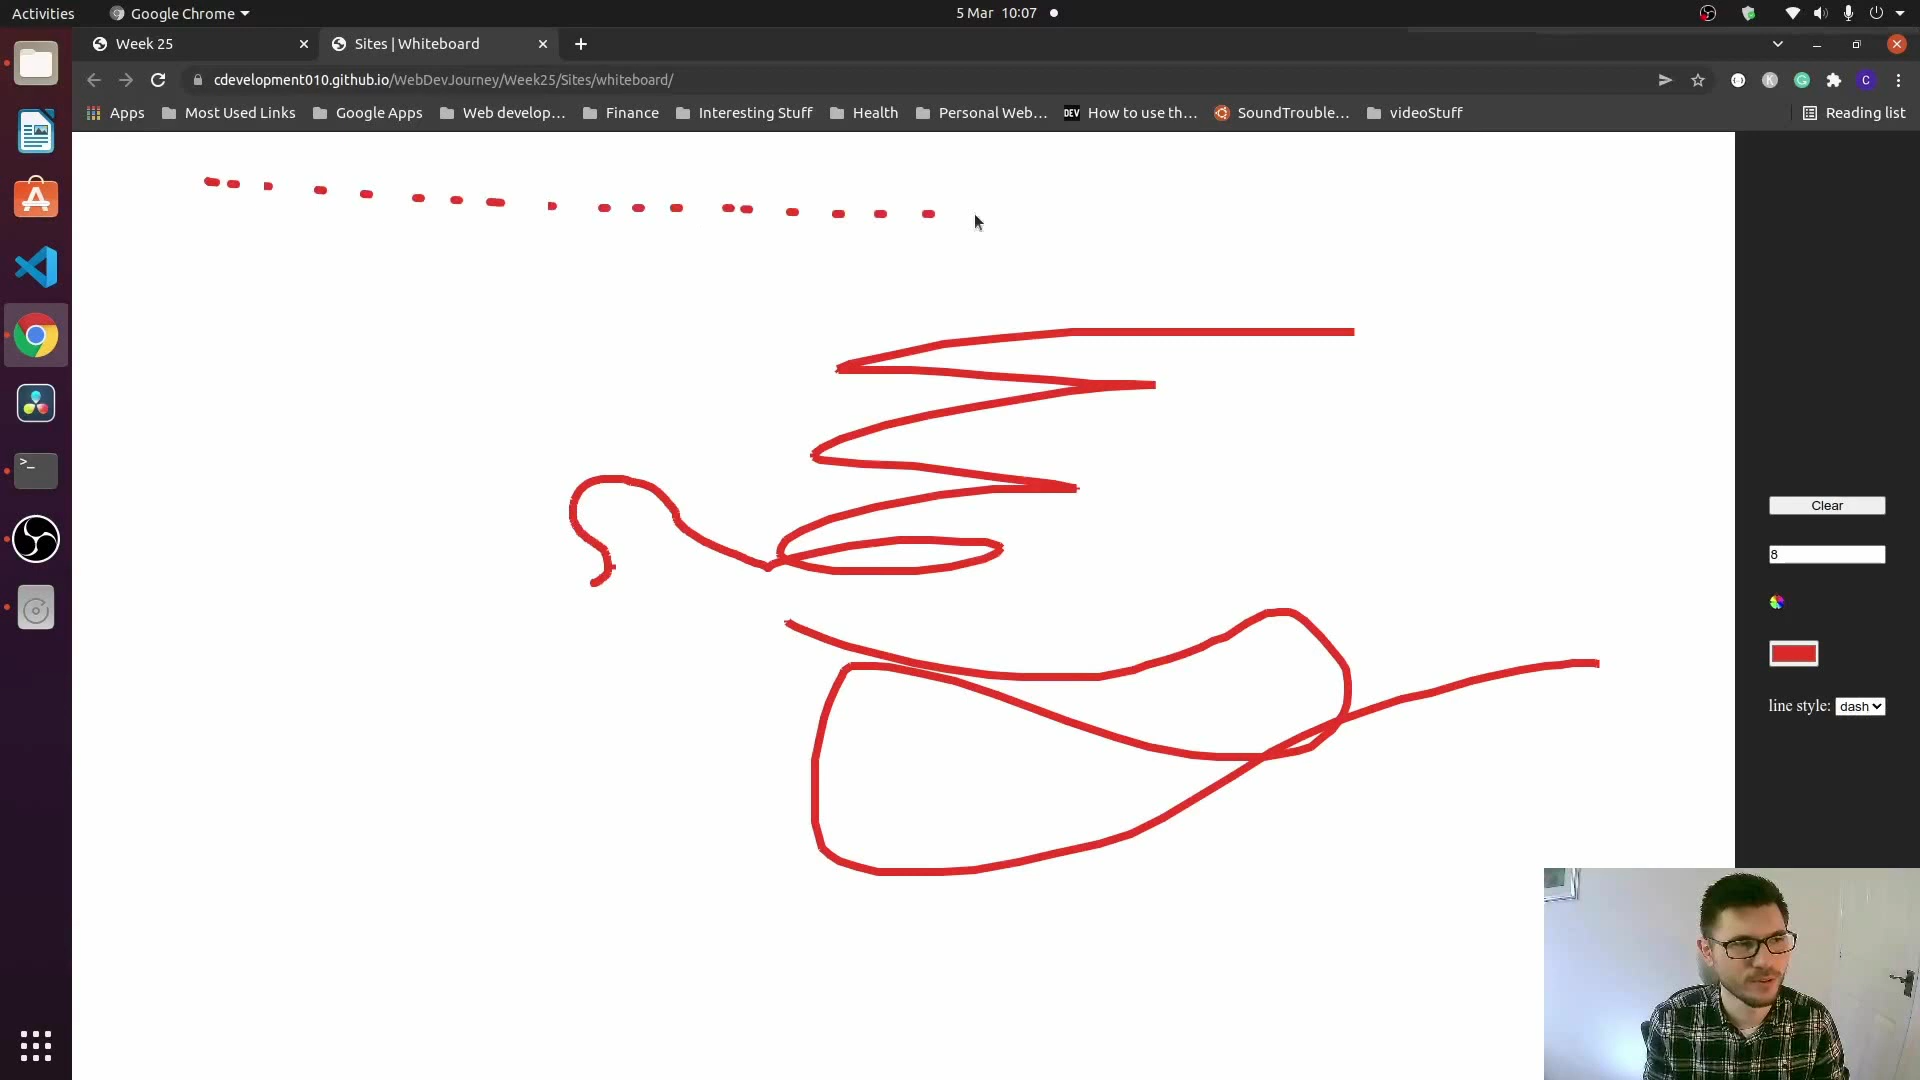 Activities Google Chrome 5 Mar 10:07
Week 25 Sites | Whiteboard
cdevelopment010.github.io/WebDevJourney/Week25/Sites/whiteboard/ K G C
Apps Most Used Links Google Apps Web develop... Finance Interesting Stuff Health Personal Web... DEV How to use th... SoundTrouble... videoStuff Reading list
Clear
8
line style: dash